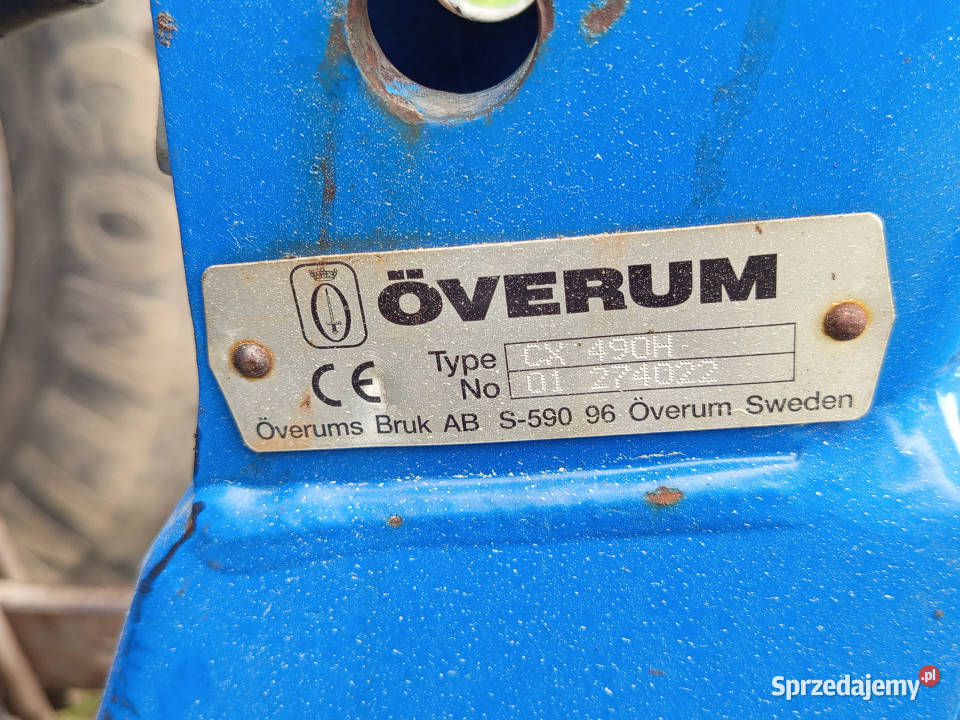 ÖVERUM
Type CX 490H
No 01 274022
CE
Överums Bruk AB S-590 96 Överum Sweden
Sprzedajemy.pl